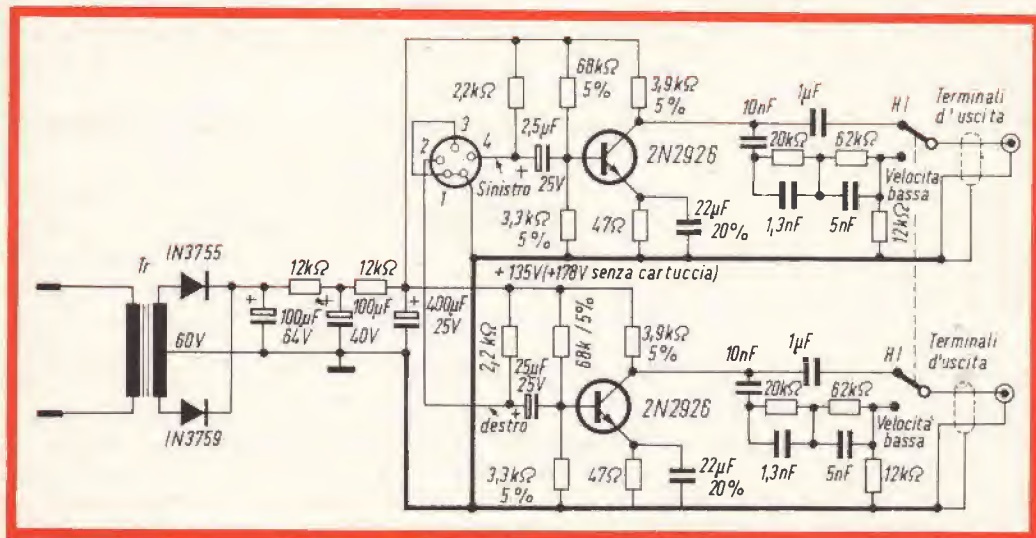 68kΩ
5%
3,9kΩ
5%
2,2kΩ
3
2
4
1
2,5µF
+
25V
Sinistro
2N2926
10nF
1µF
HI
Terminali
d'uscita
20kΩ
62kΩ
Velocità
bassa
1,3nF
5nF
12kΩ
3,3kΩ
5%
47Ω
22µF
20%
+135V(+178V senza cartuccia)
Tr
1N3755
60V
1N3759
12kΩ
12kΩ
+
100µF
64V
+
100µF
40V
+
400µF
25V
2,2kΩ
68k / 5%
3,9kΩ
5%
25µF
25V
+
destro
2N2926
10nF
1µF
HI
Terminali
d'uscita
20kΩ
62kΩ
Velocità
bassa
1,3nF
5nF
12kΩ
3,3kΩ
5%
47Ω
22µF
20%